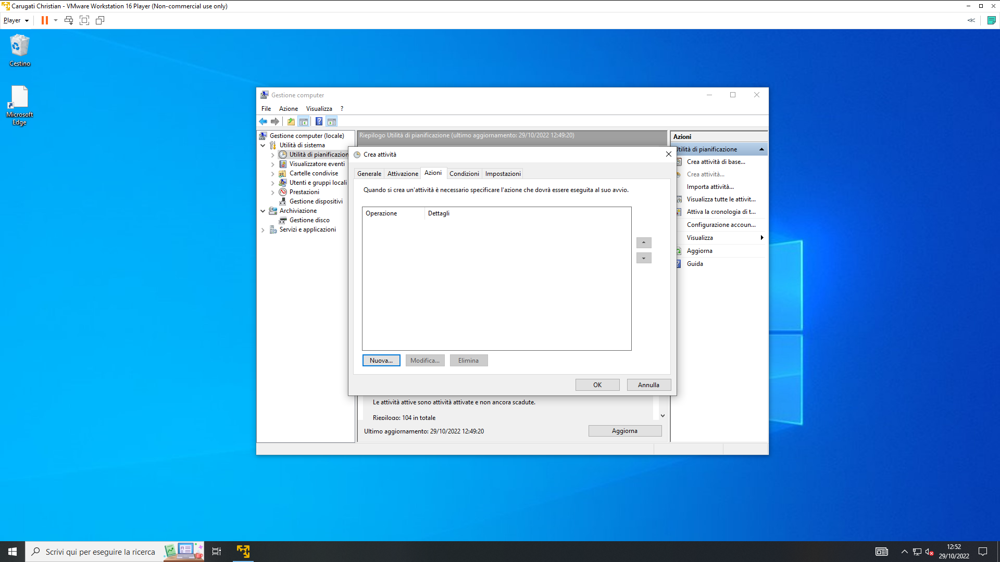 Carugati Christian - VMware Workstation 16 Player (Non-commercial use only)
Player
Cestino
Microsoft
Edge
Gestione computer
File Azione Visualizza ?
Gestione computer (locale)
Utilità di sistema
Utilità di pianificazion
Visualizzatore eventi
Cartelle condivise
Utenti e gruppi locali
Prestazioni
Gestione dispositivi
Archiviazione
Gestione disco
Servizi e applicazioni
Riepilogo Utilità di pianificazione (ultimo aggiornamento: 29/10/2022 12:49:20)
Crea attività
Generale Attivazione Azioni Condizioni Impostazioni
Quando si crea un'attività è necessario specificare l'azione che dovrà essere eseguita al suo avvio.
Operazione Dettagli
Nuova... Modifica... Elimina
OK Annulla
Le attività attive sono attività attivate e non ancora scadute.
Riepilogo: 104 in totale
Ultimo aggiornamento: 29/10/2022 12:49:20
Aggiorna
Azioni
Utilità di pianificazione
Crea attività di base...
Crea attività...
Importa attività...
Visualizza tutte le attivit...
Attiva la cronologia di t...
Configurazione accoun...
Visualizza
Aggiorna
Guida
Scrivi qui per eseguire la ricerca
12:52
29/10/2022